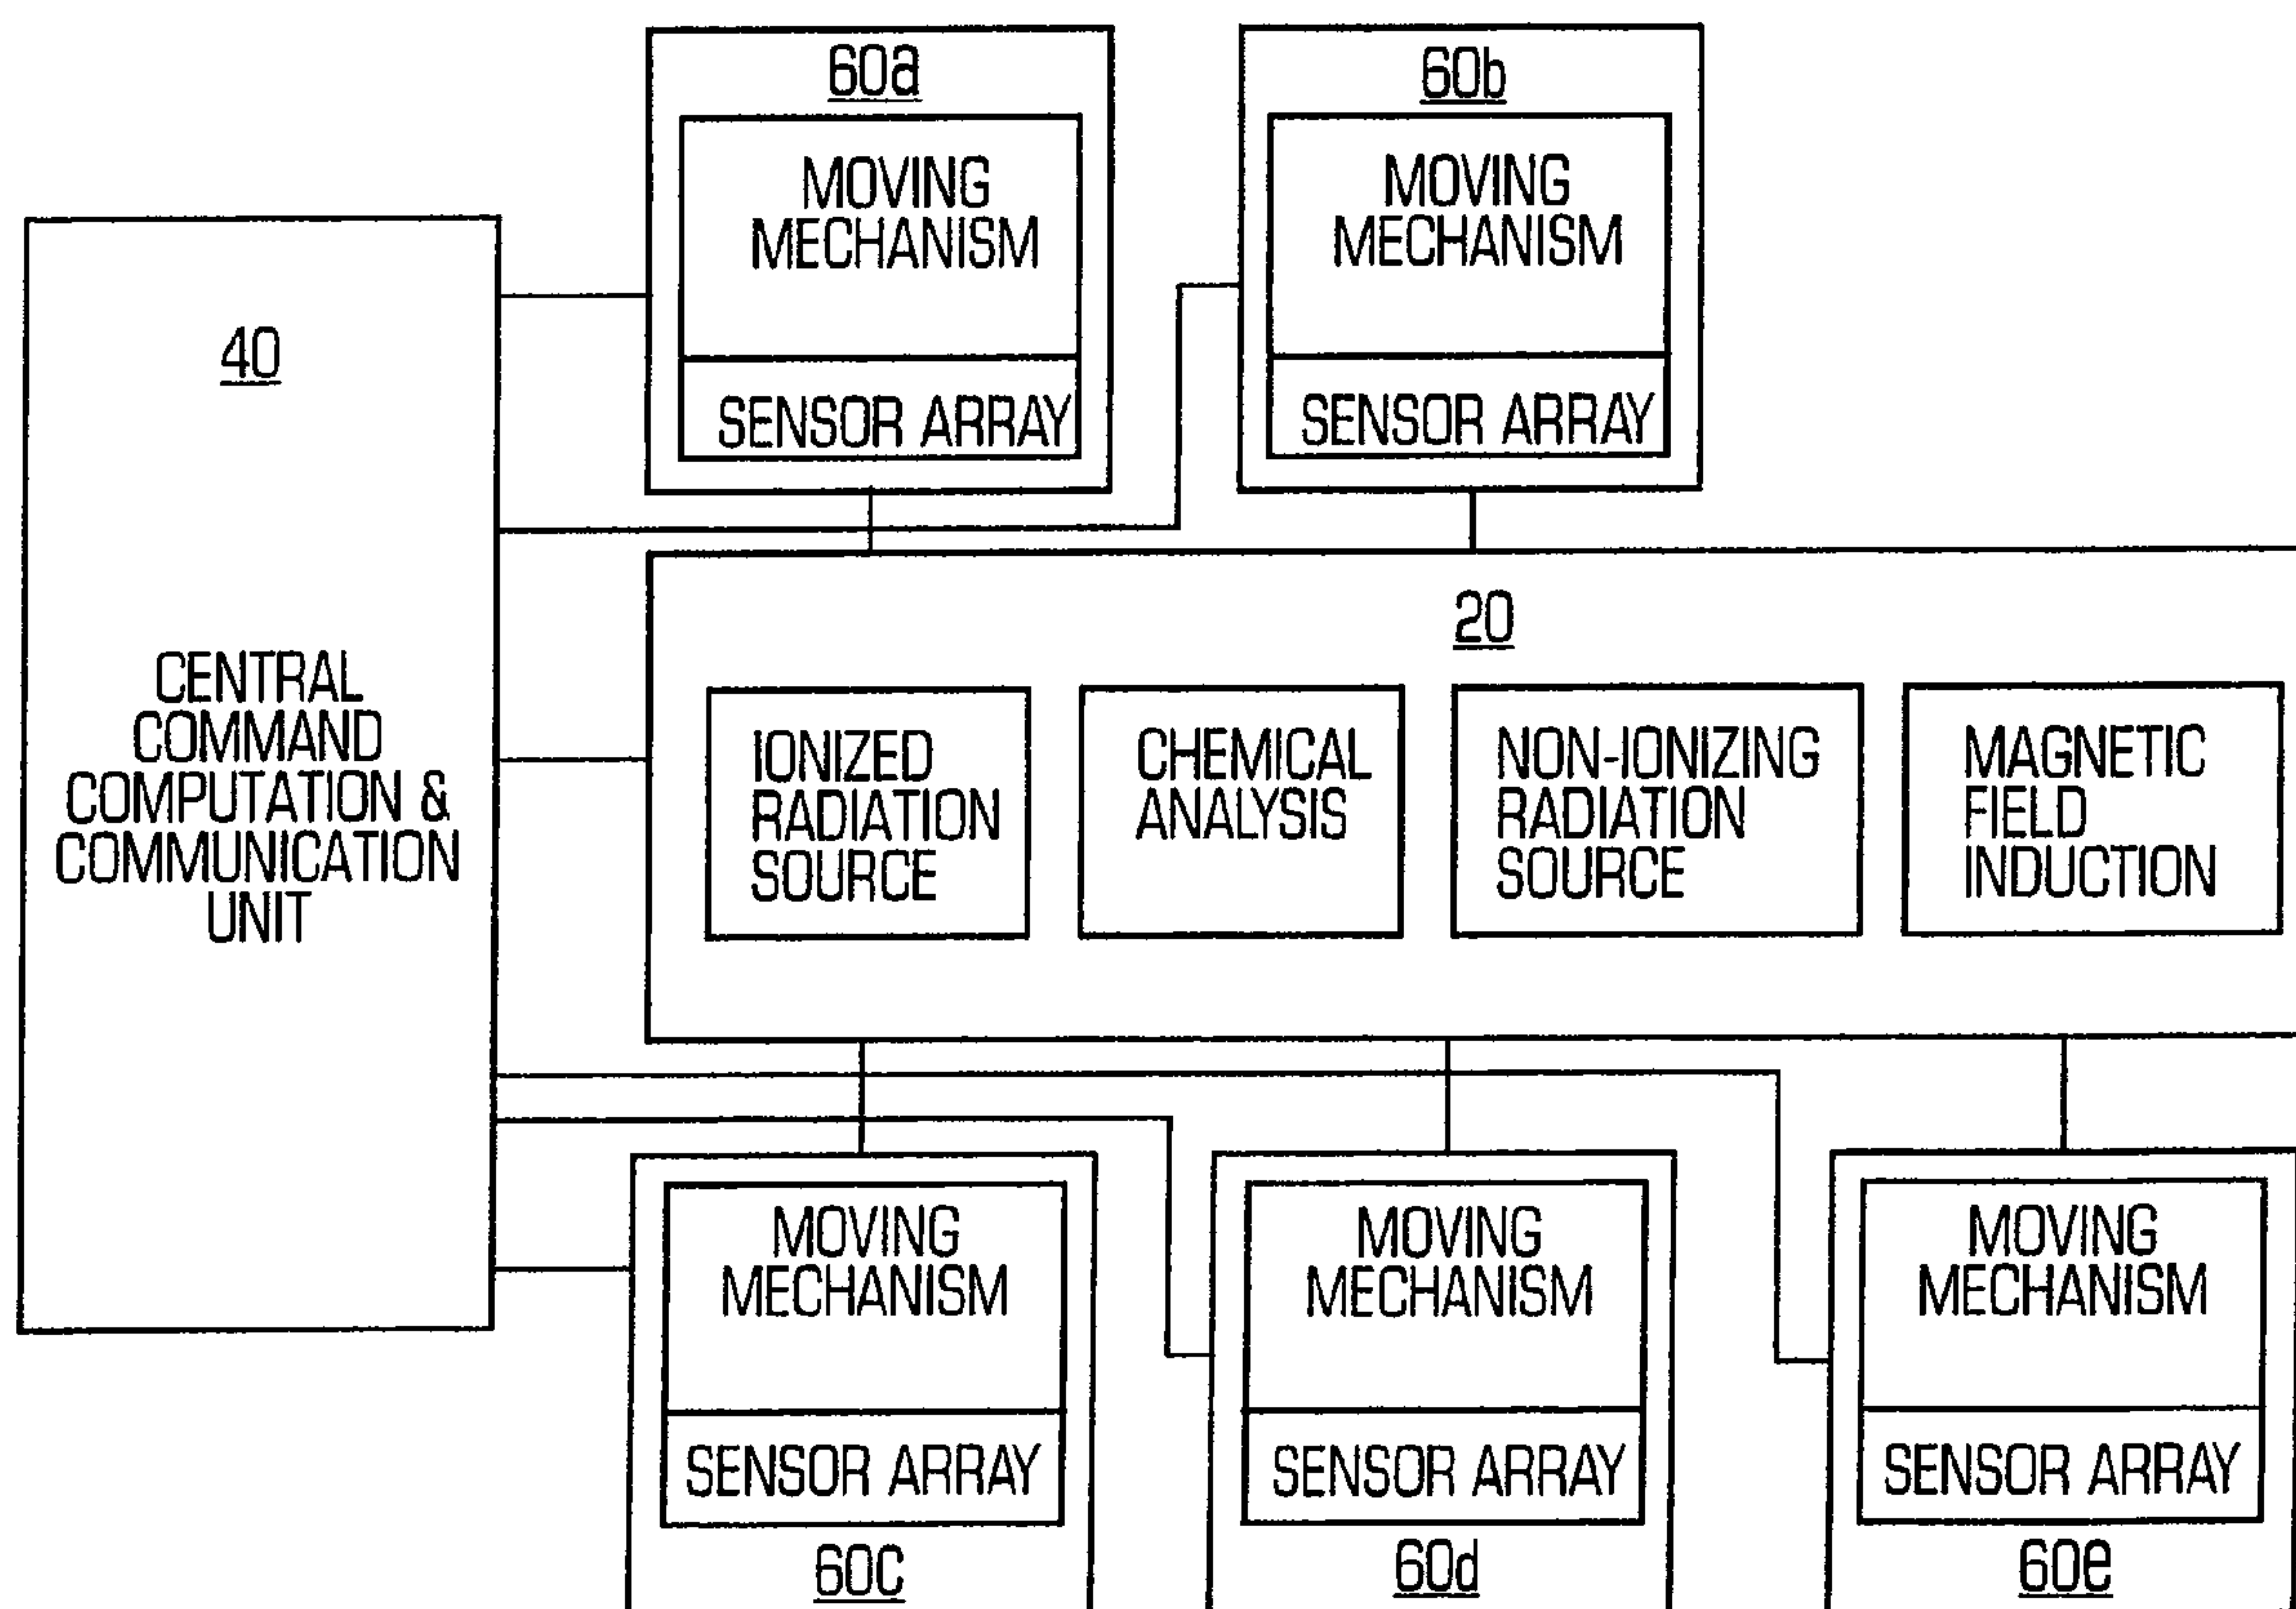 60a
MOVING
MECHANISM
SENSOR ARRAY
60b
MOVING
MECHANISM
SENSOR ARRAY
40
CENTRAL
COMMAND
COMPUTATION &
COMMUNICATION
UNIT
20
IONIZED
RADIATION
SOURCE
CHEMICAL
ANALYSIS
NON-IONIZING
RADIATION
SOURCE
MAGNETIC
FIELD
INDUCTION
MOVING
MECHANISM
SENSOR ARRAY
60c
MOVING
MECHANISM
SENSOR ARRAY
60d
MOVING
MECHANISM
SENSOR ARRAY
60e